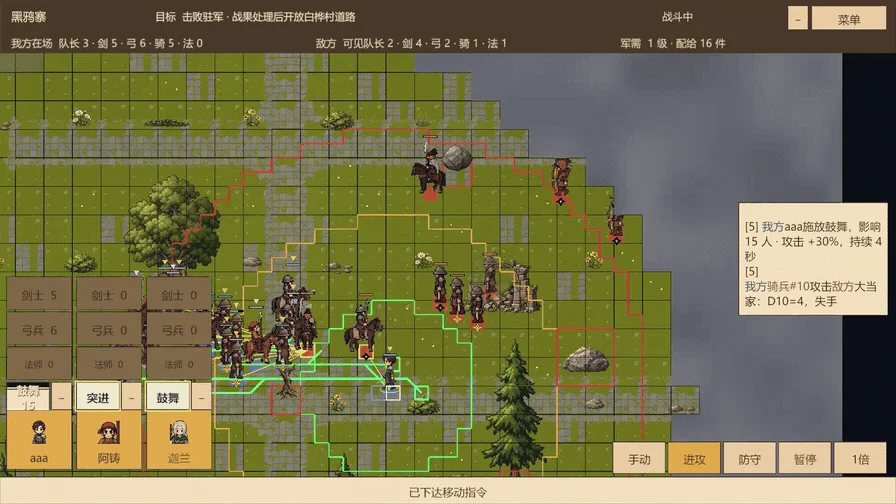 黑鸦寨
目标 击败驻军 · 战果处理后开放白桦村道路
战斗中
–
菜单
我方在场 队长 3 · 剑 5 · 弓 6 · 骑 5 · 法 0
敌方 可见队长 2 · 剑 4 · 弓 2 · 骑 1 · 法 1
军需 1 级 · 配给 16 件
[5] 我方aaa施放鼓舞，影响
15 人 · 攻击 +30%，持续 4
秒
[5]
我方骑兵#10攻击敌方大当
家：D10=4，失手
剑士 5
剑士 0
剑士 0
弓兵 6
弓兵 0
弓兵 0
法师 0
法师 0
法师 0
鼓舞
15
–
突进
–
鼓舞
–
aaa
阿铸
迦兰
手动
进攻
防守
暂停
1倍
已下达移动指令